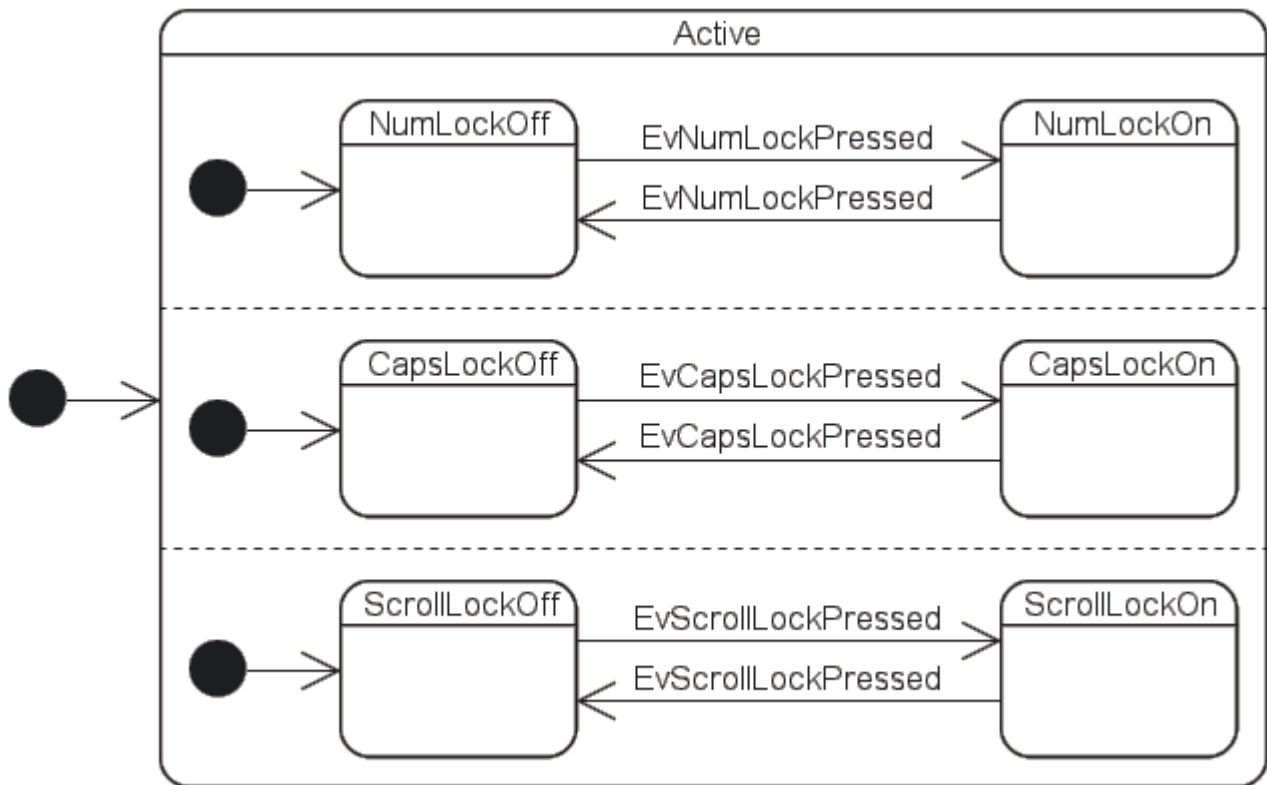 Active
NumLockOff
EvNumLockPressed
NumLockOn
EvNumLockPressed
CapsLockOff
EvCapsLockPressed
CapsLockOn
EvCapsLockPressed
ScrollLockOff
EvScrollLockPressed
ScrollLockOn
EvScrollLockPressed